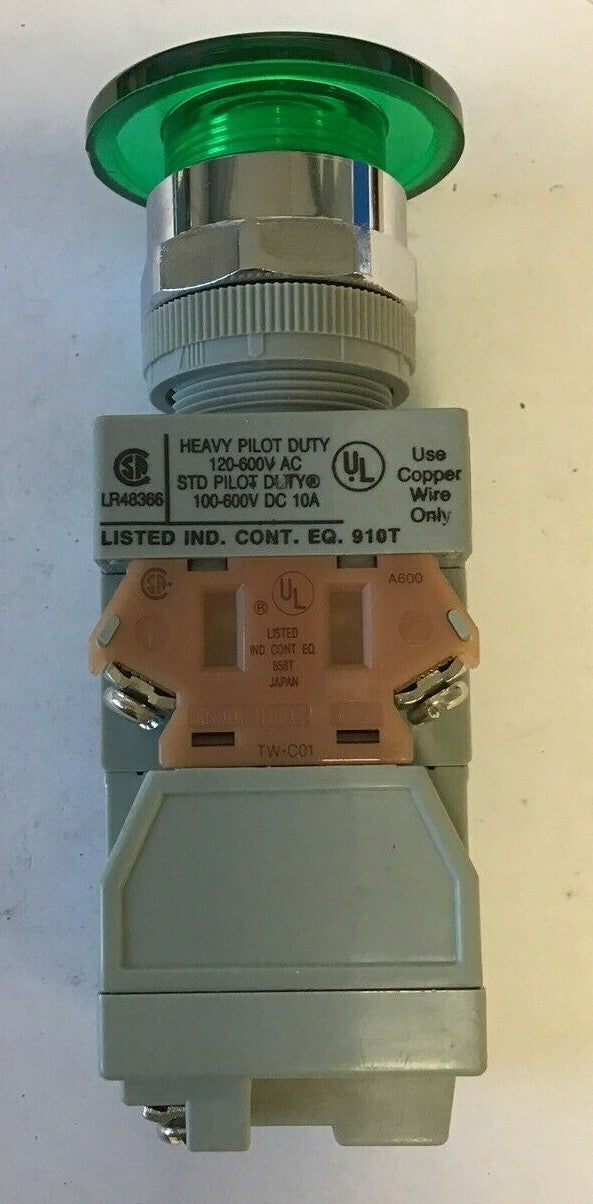 HEAVY PILOT DUTY
120-600V AC
STD PILOT DUTY®
100-600V DC 10A
LR48366
UL
Use
Copper
Wire
Only
LISTED IND. CONT. EQ. 910T
A600
® UL
LISTED
IND. CONT. EQ.
JAPAN
TW-C01